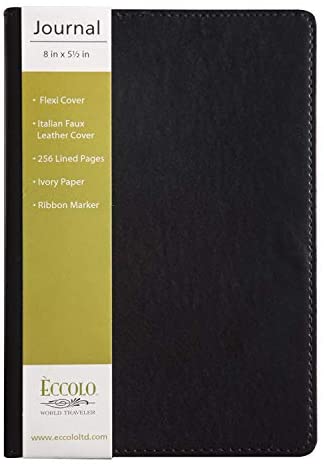 Journal
8 in x 5½ in
• Flexi Cover
• Italian Faux
Leather Cover
• 256 Lined Pages
• Ivory Paper
• Ribbon Marker
ECCOLO
WORLD TRAVELER
www.eccololtd.com